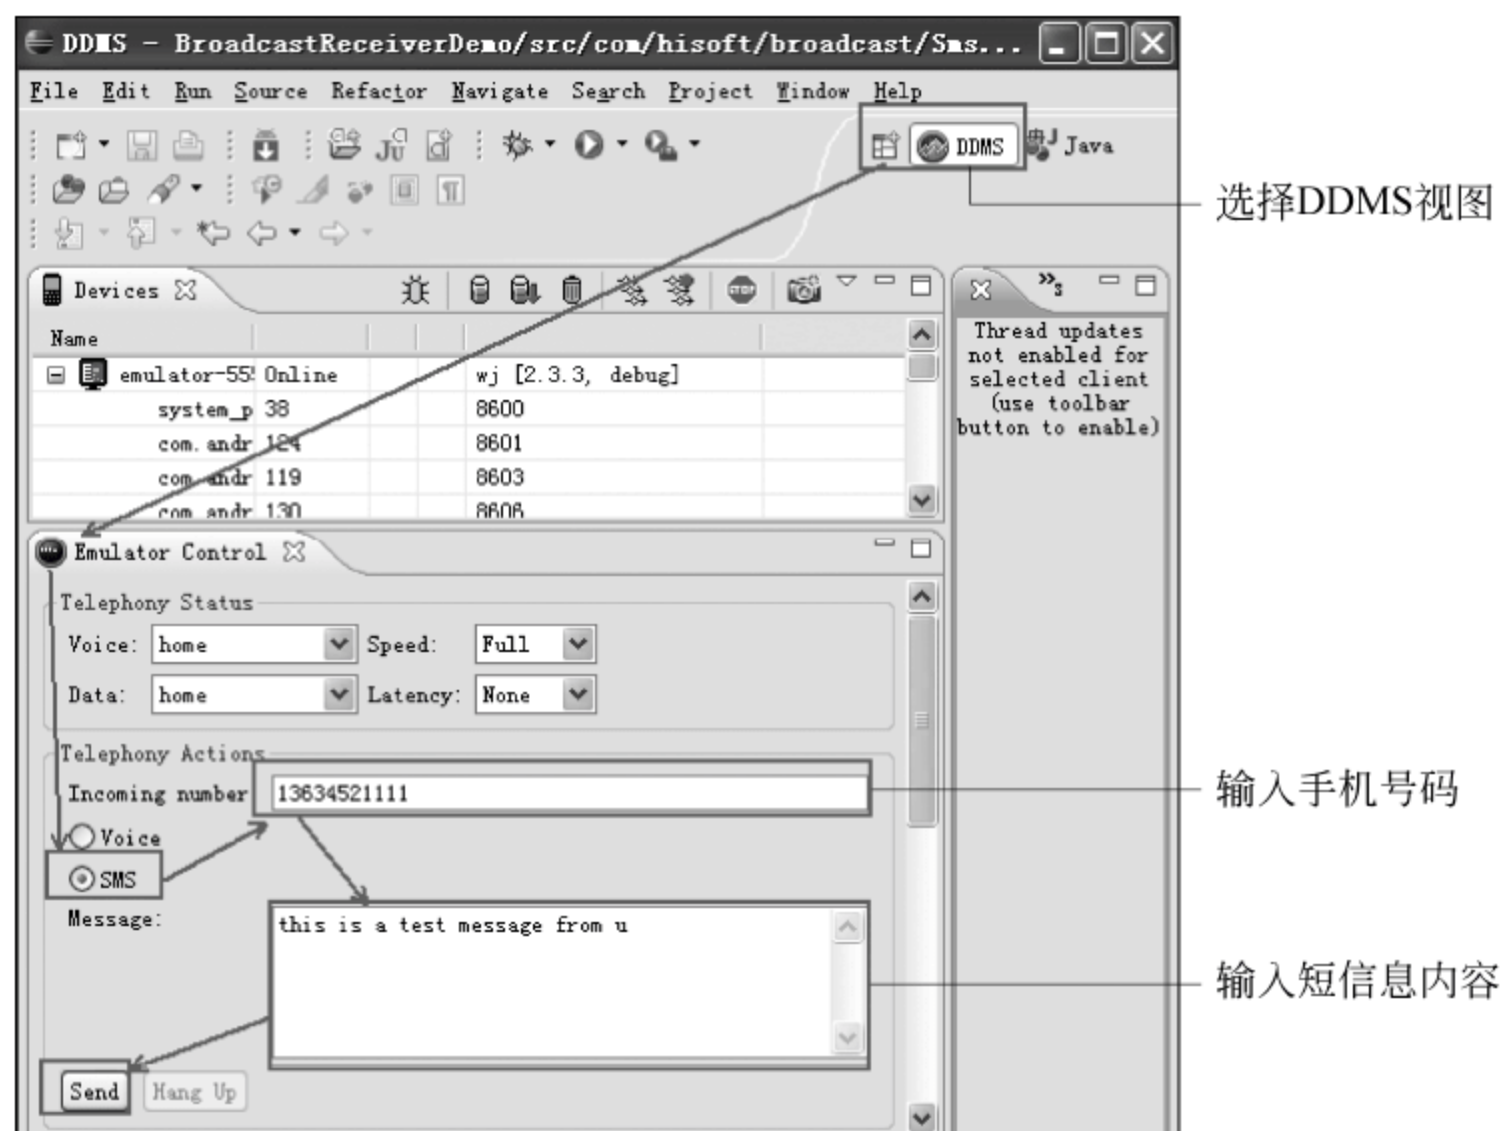 DDMS - BroadcastReceiverDemo/src/com/hisoft/broadcast/Sms...
File Edit Run Source Refactor Navigate Search Project Window Help
DDMS Java
选择DDMS视图
Devices
Name
emulator-555 Online wj [2.3.3, debug]
system_p 38 8600
com.andr 124 8601
com.andr 119 8603
com.andr 130 8606
Thread updates
not enabled for
selected client
(use toolbar
button to enable)
Emulator Control
Telephony Status
Voice: home Speed: Full
Data: home Latency: None
Telephony Actions
Incoming number 13634521111
输入手机号码
Voice
SMS
Message: this is a test message from u
输入短信息内容
Send Hang Up